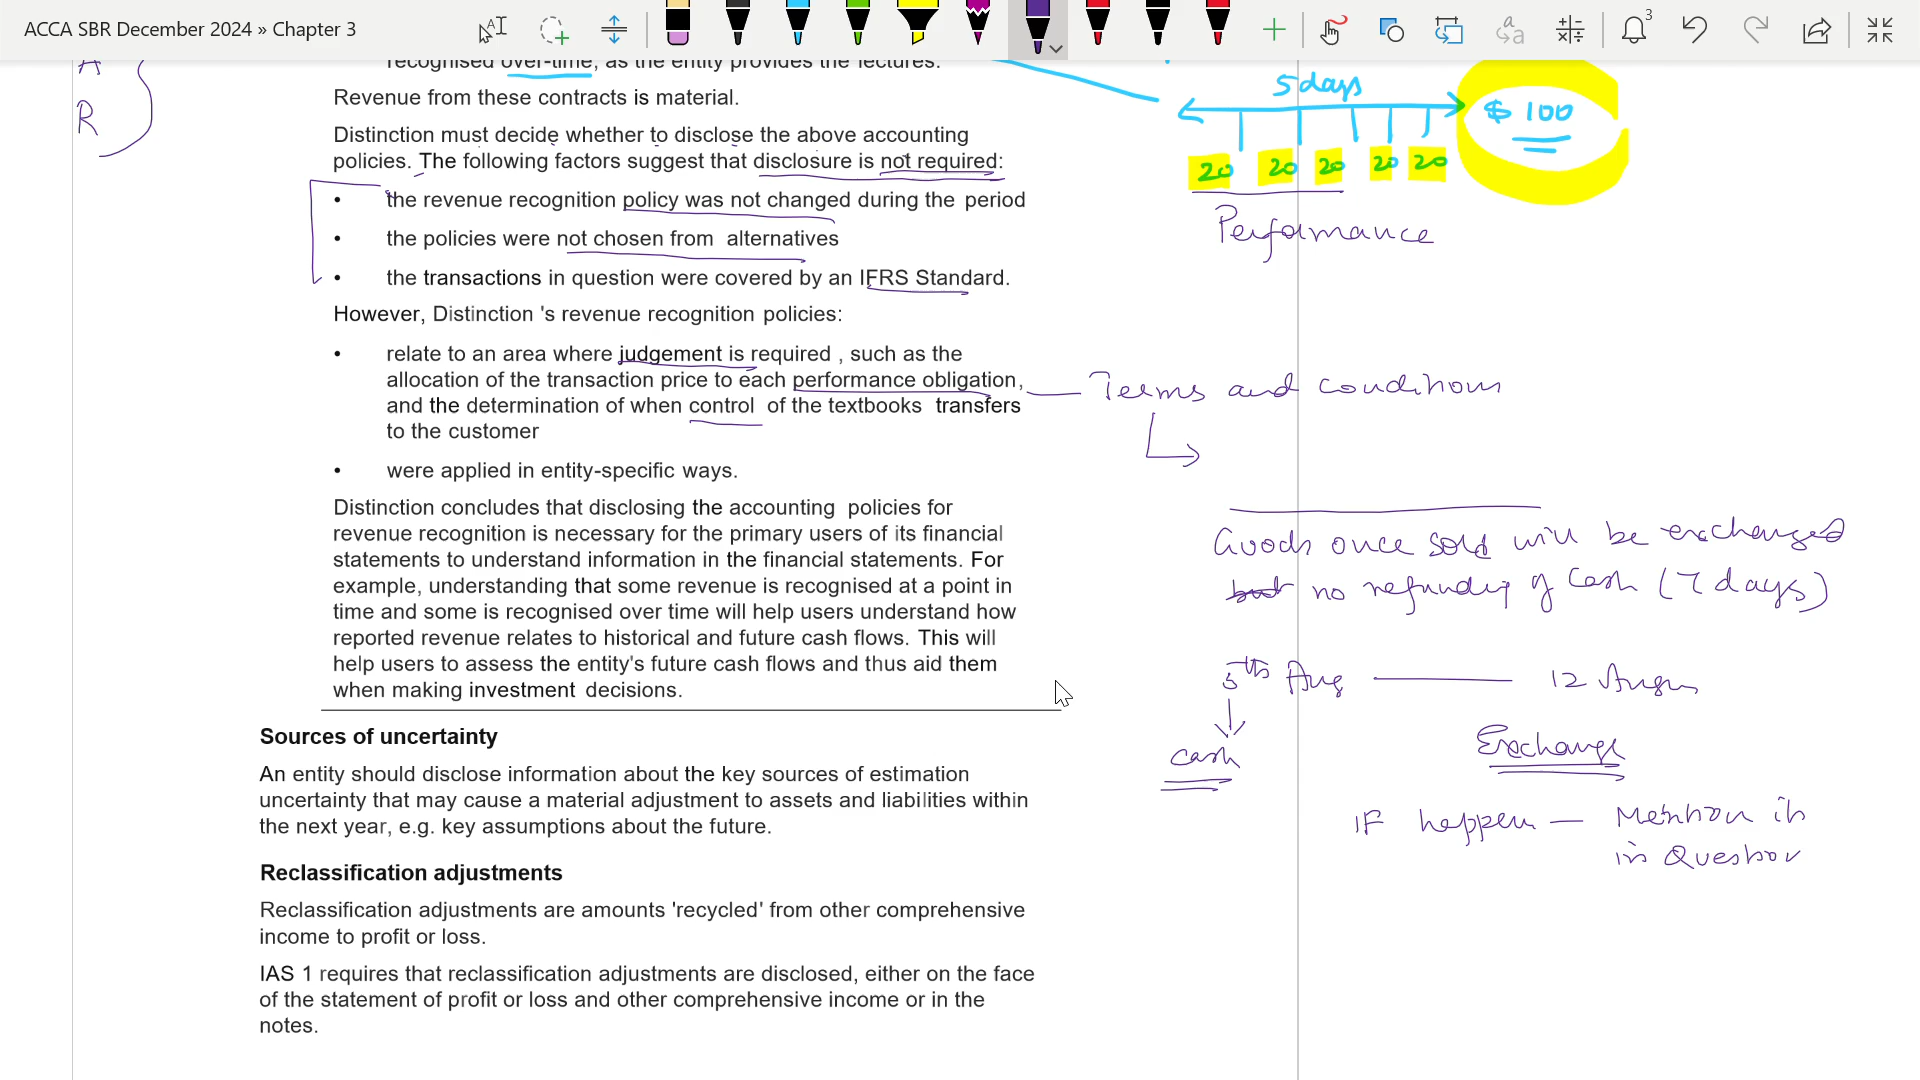 ACCA SBR December 2024 » Chapter 3
3
A
R
recognised over-time, as the entity provides the lectures.
Revenue from these contracts is material.
Distinction must decide whether to disclose the above accounting
policies. The following factors suggest that disclosure is not required:
• the revenue recognition policy was not changed during the period
• the policies were not chosen from alternatives
• the transactions in question were covered by an IFRS Standard.
However, Distinction 's revenue recognition policies:
• relate to an area where judgement is required , such as the
allocation of the transaction price to each performance obligation,
and the determination of when control of the textbooks transfers
to the customer
• were applied in entity-specific ways.
Distinction concludes that disclosing the accounting policies for
revenue recognition is necessary for the primary users of its financial
statements to understand information in the financial statements. For
example, understanding that some revenue is recognised at a point in
time and some is recognised over time will help users understand how
reported revenue relates to historical and future cash flows. This will
help users to assess the entity's future cash flows and thus aid them
when making investment decisions.
Sources of uncertainty
An entity should disclose information about the key sources of estimation
uncertainty that may cause a material adjustment to assets and liabilities within
the next year, e.g. key assumptions about the future.
Reclassification adjustments
Reclassification adjustments are amounts 'recycled' from other comprehensive
income to profit or loss.
IAS 1 requires that reclassification adjustments are disclosed, either on the face
of the statement of profit or loss and other comprehensive income or in the
notes.
5 days
$ 100
20 20 20 20 20
Performance
Terms and conditions
Goods once sold will be exchanged
but no refunding of cash (7 days)
5th Aug 12 Augus
cash
Exchange
IF happen — Mention in
in Question